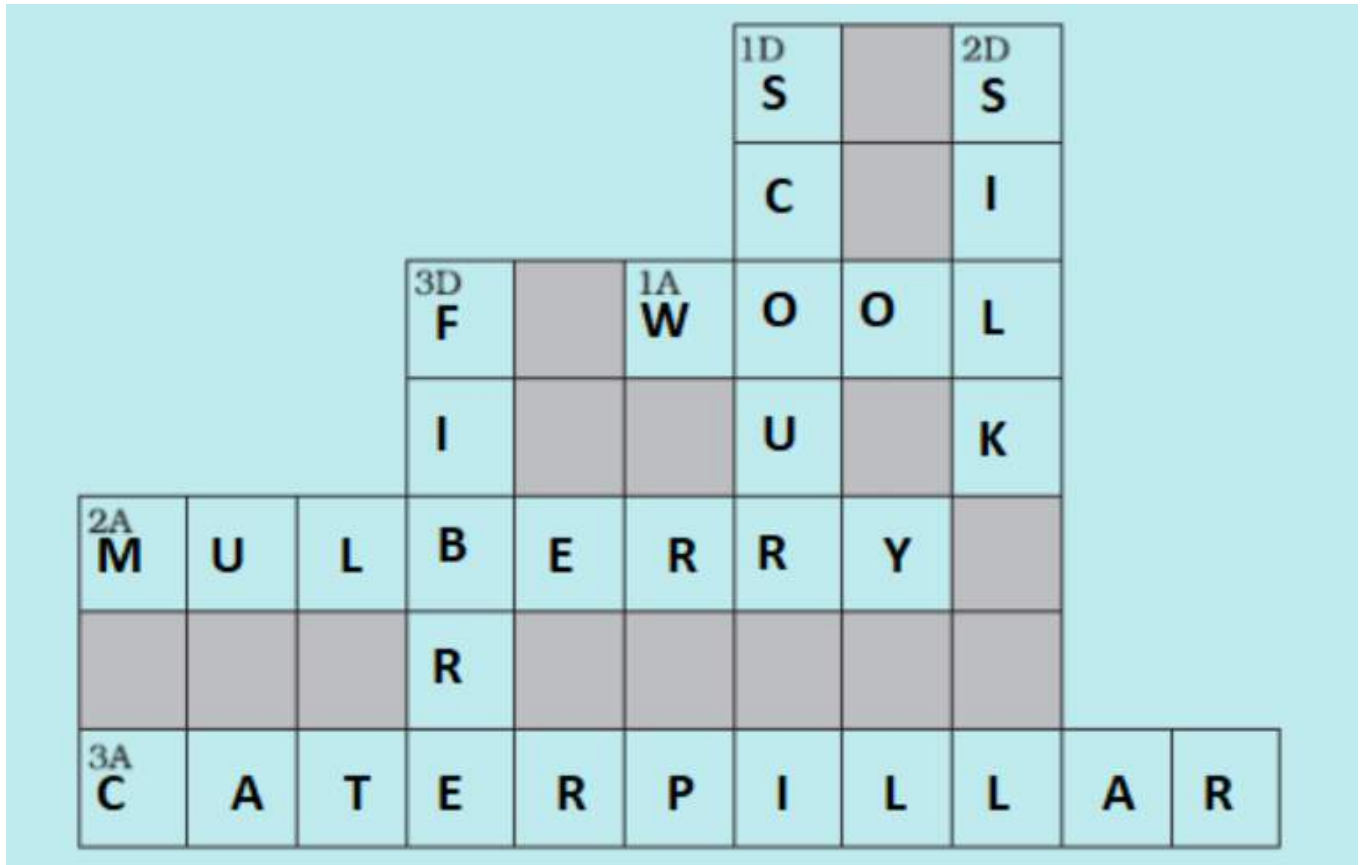 1D 2D
S S
C I
3D 1A
F W O O L
I U K
2A
M U L B E R R Y
R
3A
C A T E R P I L L A R